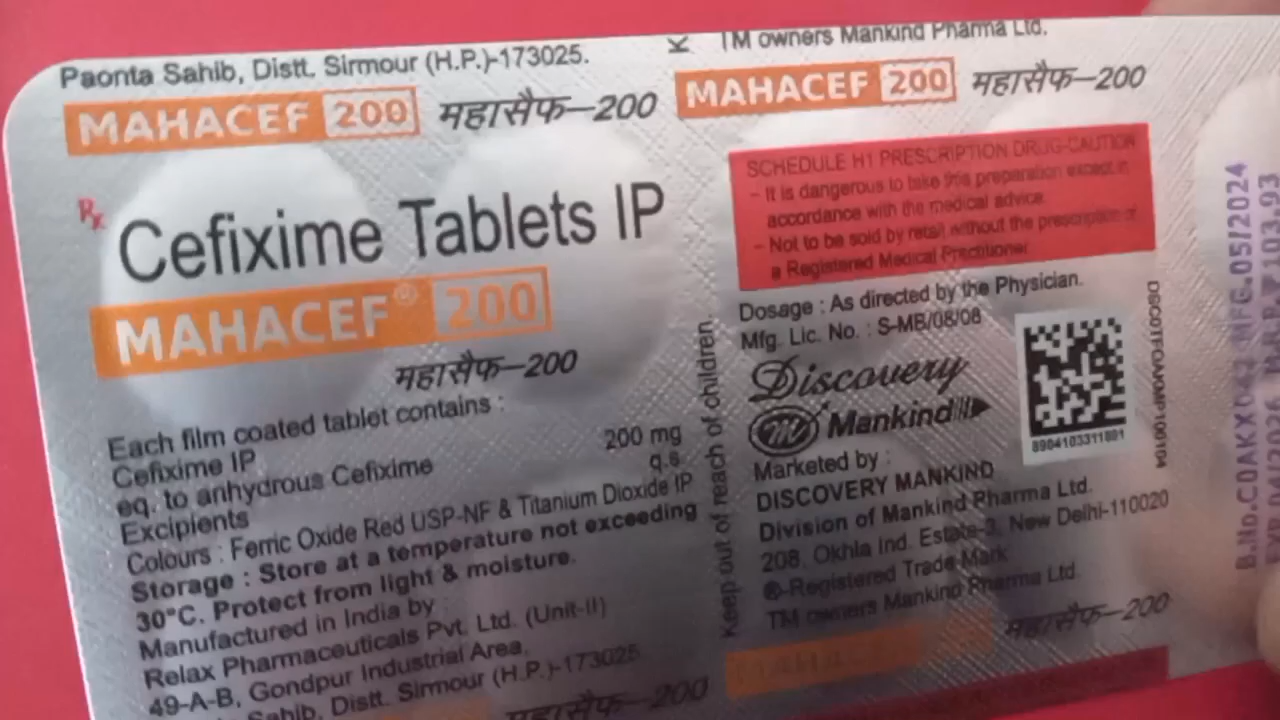 Paonta Sahib, Distt. Sirmour (H.P.)-173025.
MAHACEF 200 महासैफ–200
Rx
Cefixime Tablets IP
MAHACEF® 200
महासैफ–200
Each film coated tablet contains :
Cefixime IP
eq. to anhydrous Cefixime 200 mg
Excipients q.s
Colours : Ferric Oxide Red USP-NF & Titanium Dioxide IP
Storage : Store at a temperature not exceeding
30°C. Protect from light & moisture.
Manufactured in India by
Relax Pharmaceuticals Pvt. Ltd. (Unit-II)
49-A-B, Gondpur Industrial Area,
Sahib, Distt. Sirmour (H.P.)-173025
महासैफ–200
Keep out of reach of children.
TM owners Mankind Pharma Ltd.
MAHACEF 200 महासैफ–200
SCHEDULE H1 PRESCRIPTION DRUG-CAUTION
- It is dangerous to take this preparation except in
accordance with the medical advice.
- Not to be sold by retail without the prescription of
a Registered Medical Practitioner
Dosage : As directed by the Physician.
Mfg. Lic. No. : S-MB/08/08
Discovery
Mankind
8904103311801
Marketed by :
DISCOVERY MANKIND
Division of Mankind Pharma Ltd.
208, Okhla Ind. Estate-3, New Delhi-110020
®-Registered Trade Mark
TM owners Mankind Pharma Ltd.
महासैफ–200
B.No.C0AKX042 MFG.05/2024
EXP.04/2026 M.R.P.₹ 103.93